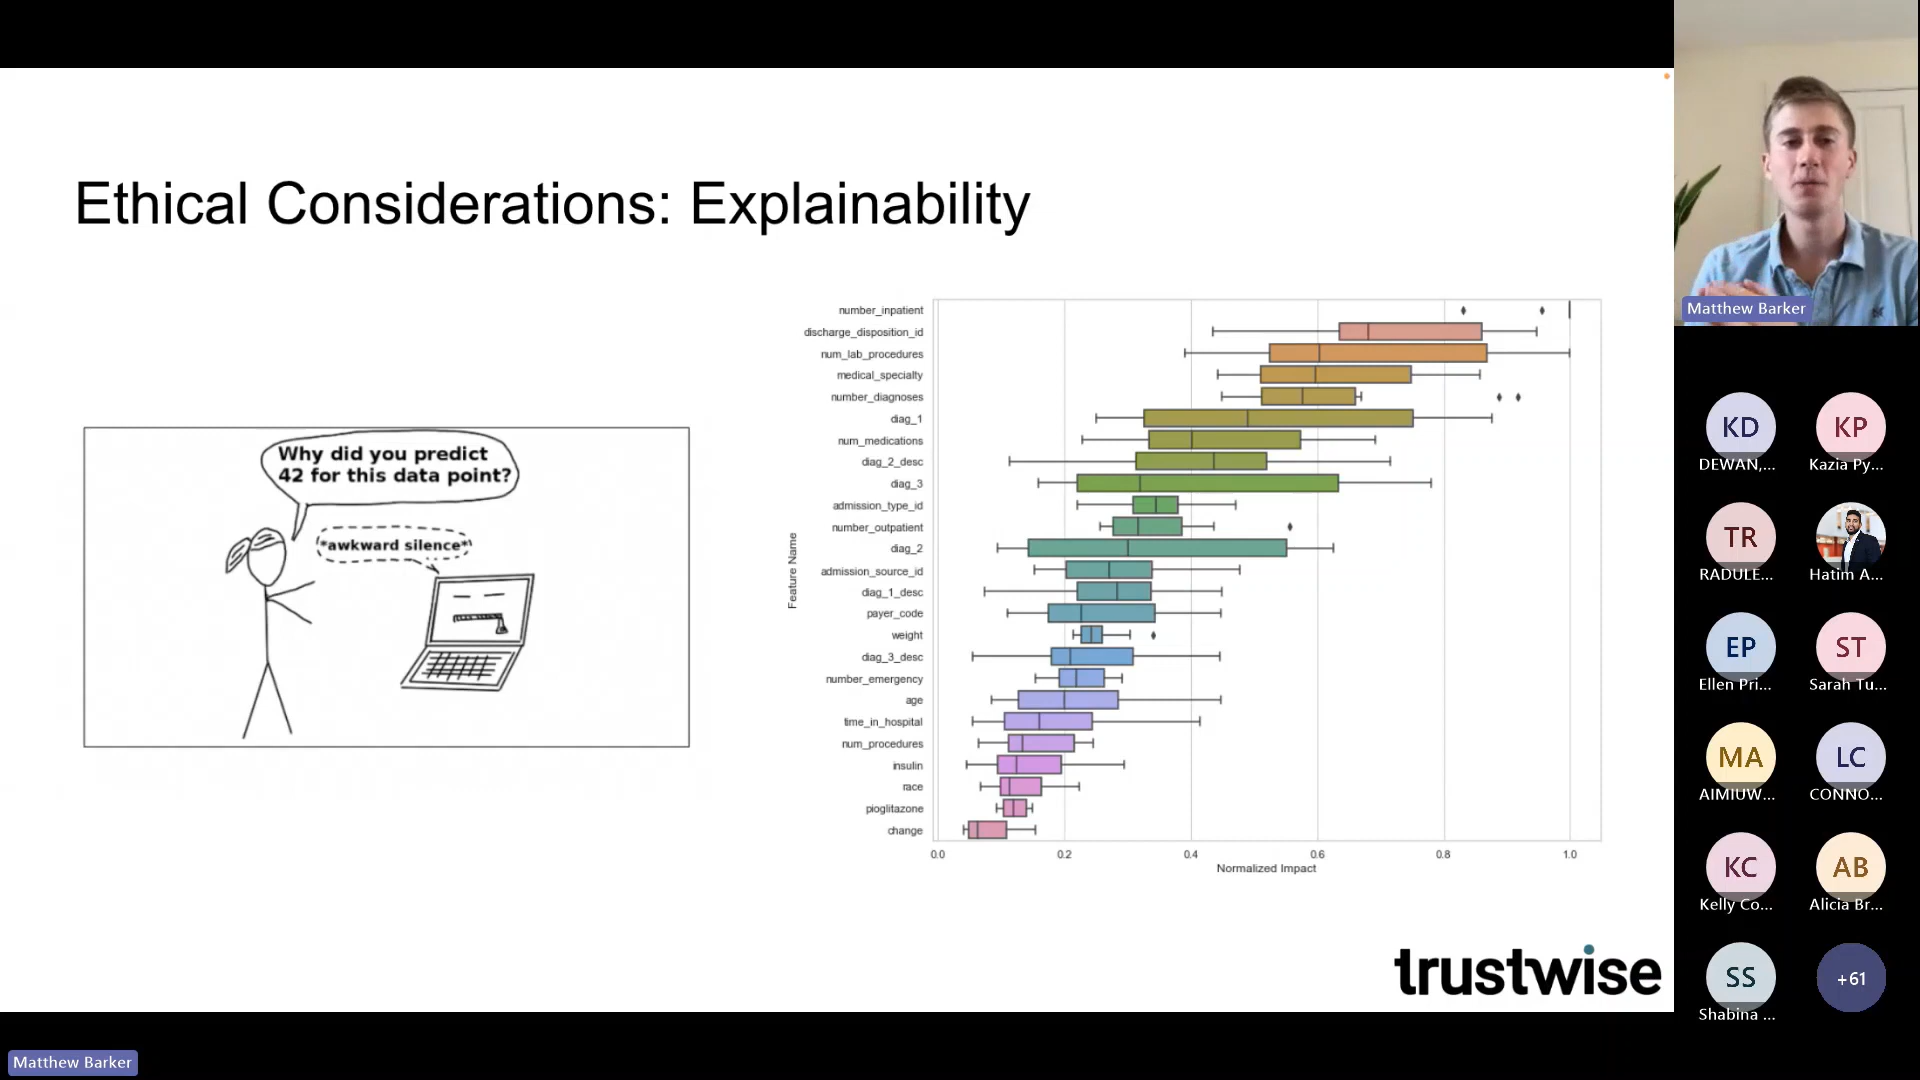 Ethical Considerations: Explainability
Why did you predict
42 for this data point?
*awkward silence*
Feature Name
number_inpatient
discharge_disposition_id
num_lab_procedures
medical_specialty
number_diagnoses
diag_1
num_medications
diag_2_desc
diag_3
admission_type_id
number_outpatient
diag_2
admission_source_id
diag_1_desc
payer_code
weight
diag_3_desc
number_emergency
age
time_in_hospital
num_procedures
insulin
race
pioglitazone
change
0.0 0.2 0.4 0.6 0.8 1.0
Normalized Impact
trustwise
Matthew Barker
KD KP
DEWAN,... Kazia Py...
TR
RADULE... Hatim A...
EP ST
Ellen Pri... Sarah Tu...
MA LC
AIMIUW... CONNO...
KC AB
Kelly Co... Alicia Br...
SS +61
Shabina ...
Matthew Barker